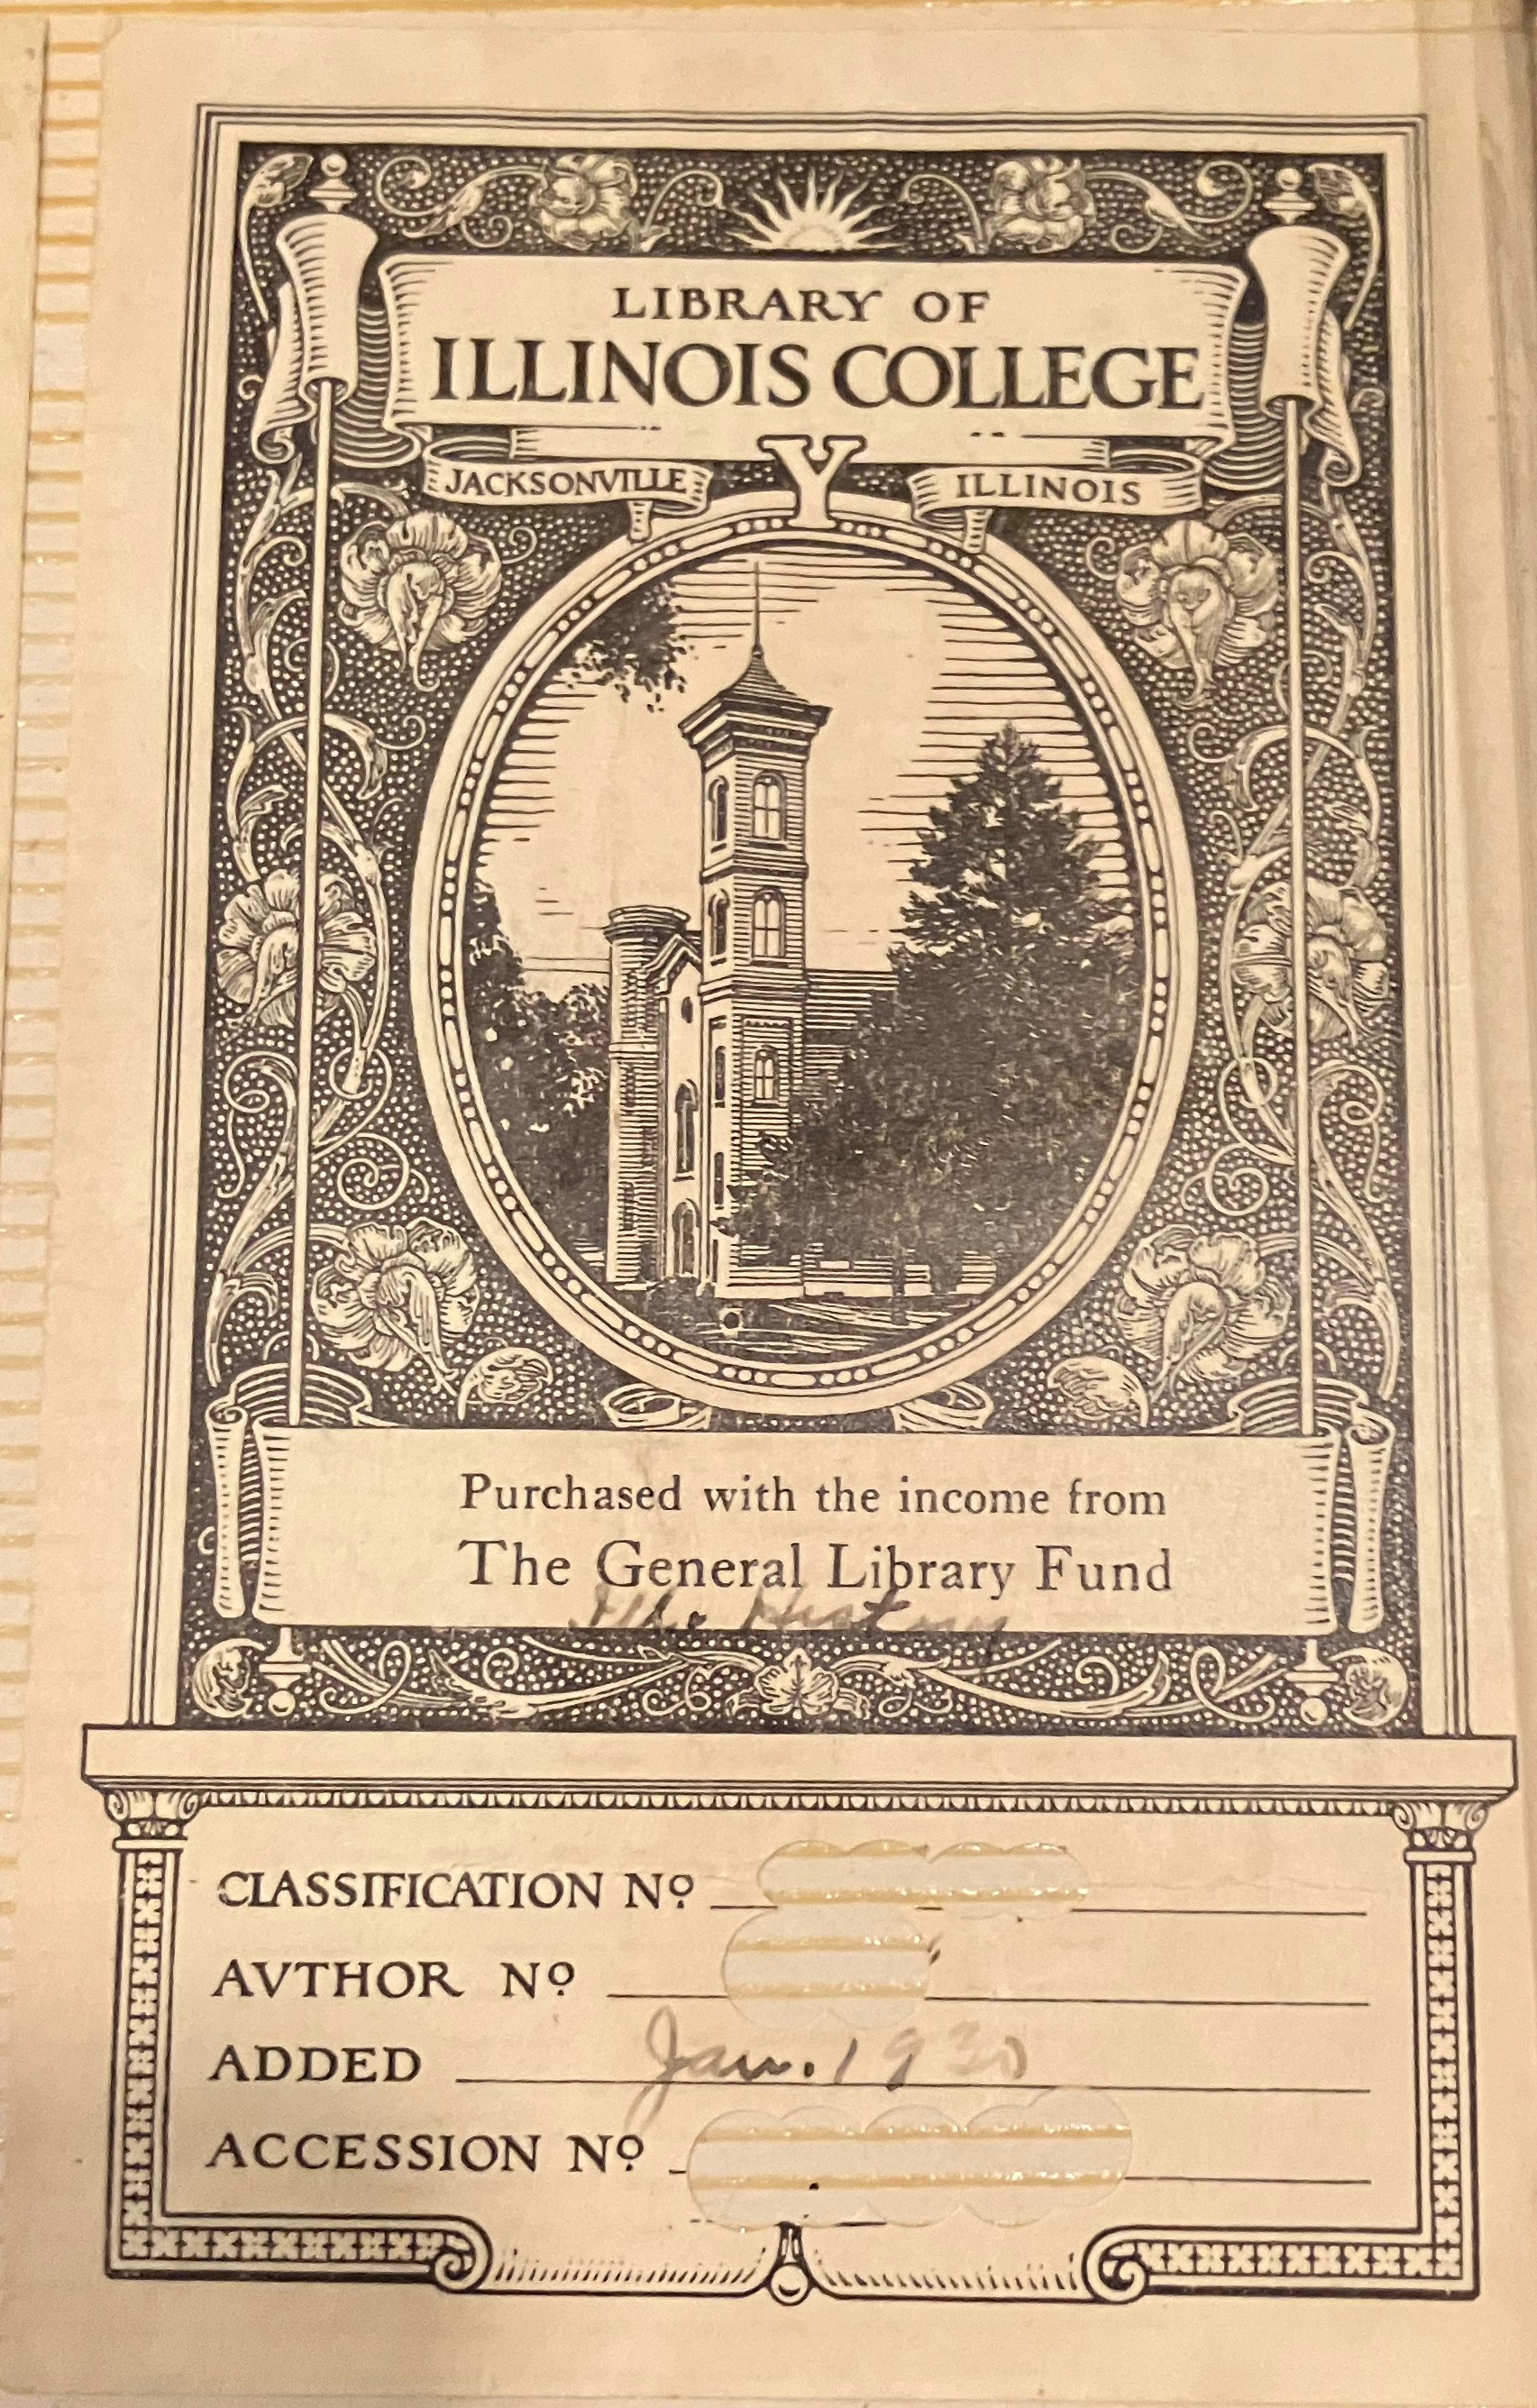 LIBRARY OF
ILLINOIS COLLEGE
Y
JACKSONVILLE ILLINOIS
Purchased with the income from
The General Library Fund
History
CLASSIFICATION Nº
AVTHOR Nº
ADDED Jan. 1930
ACCESSION Nº